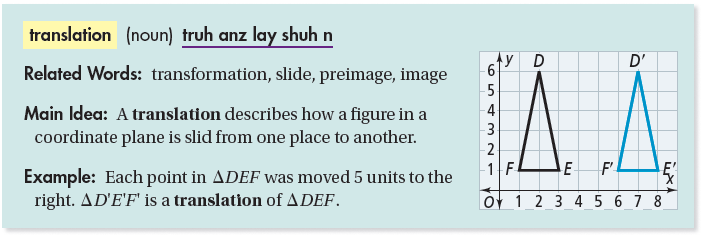 translation (noun) truh anz lay shuh n
Related Words: transformation, slide, preimage, image
Main Idea: A translation describes how a figure in a
coordinate plane is slid from one place to another.
Example: Each point in ΔDEF was moved 5 units to the
right. ΔD'E'F' is a translation of ΔDEF.
y D D'
6
5
4
3
2
1 F E F' E'
x
O 1 2 3 4 5 6 7 8